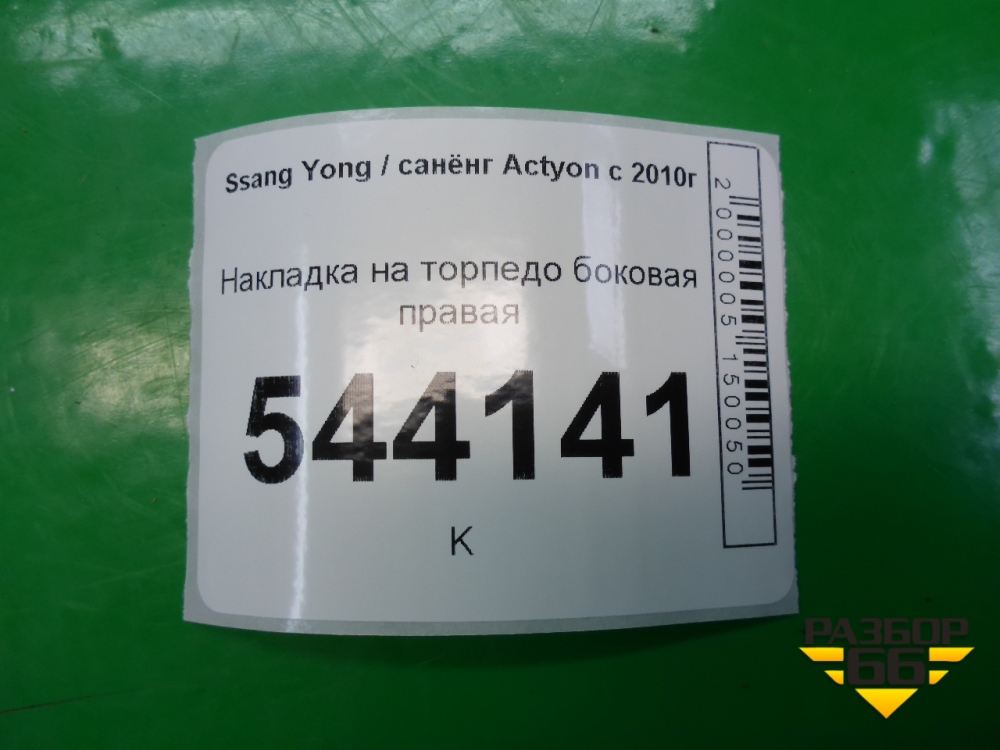 Ssang Yong / санёнг Actyon с 2010г
Накладка на торпедо боковая
правая
544141
К
2000005150050
РАЗБОР
66